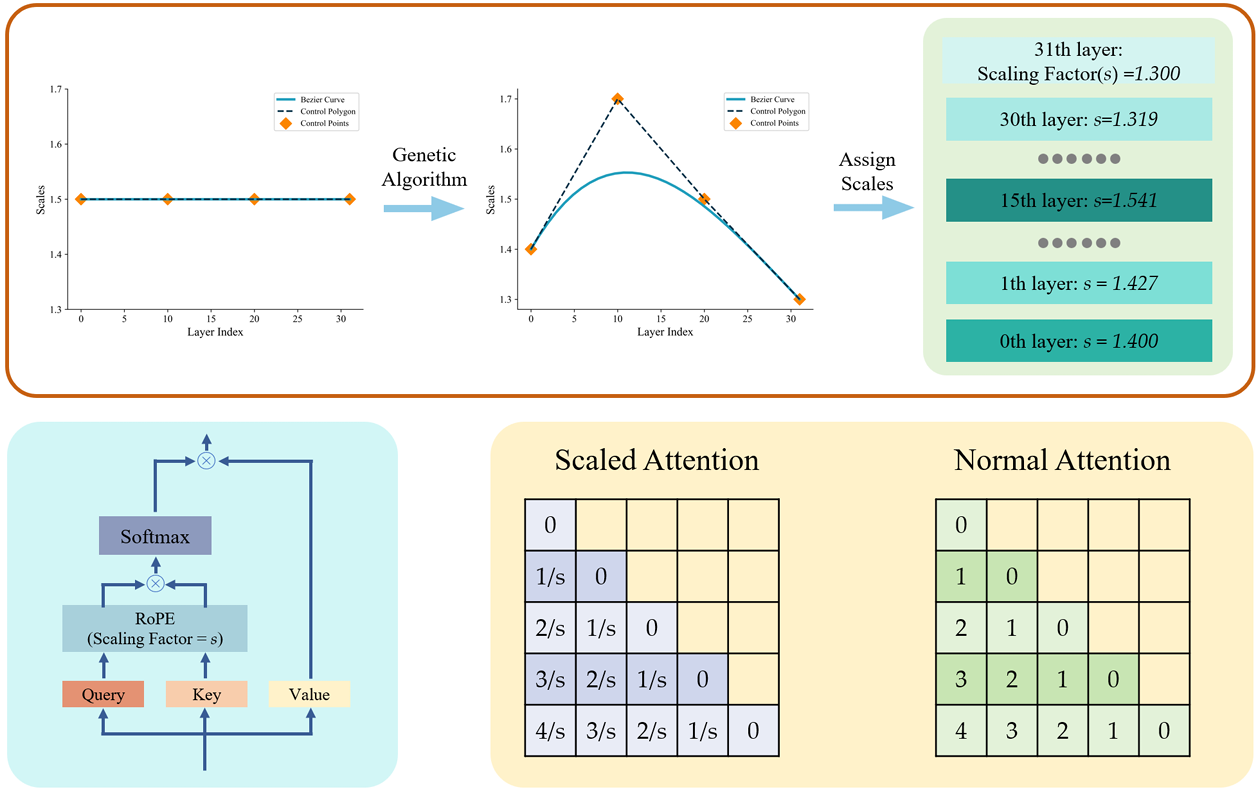 1.7
1.6
1.5
1.4
1.3
Scales
0 5 10 15 20 25 30
Layer Index
Bezier Curve
Control Polygon
Control Points
Genetic
Algorithm
1.7
1.6
1.5
1.4
1.3
Scales
0 5 10 15 20 25 30
Layer Index
Bezier Curve
Control Polygon
Control Points
Assign
Scales
31th layer:
Scaling Factor(s) =1.300
30th layer: s=1.319
15th layer: s=1.541
1th layer: s = 1.427
0th layer: s = 1.400
Softmax
RoPE
(Scaling Factor = s)
Query Key Value
Scaled Attention
0
1/s 0
2/s 1/s 0
3/s 2/s 1/s 0
4/s 3/s 2/s 1/s 0
Normal Attention
0
1 0
2 1 0
3 2 1 0
4 3 2 1 0